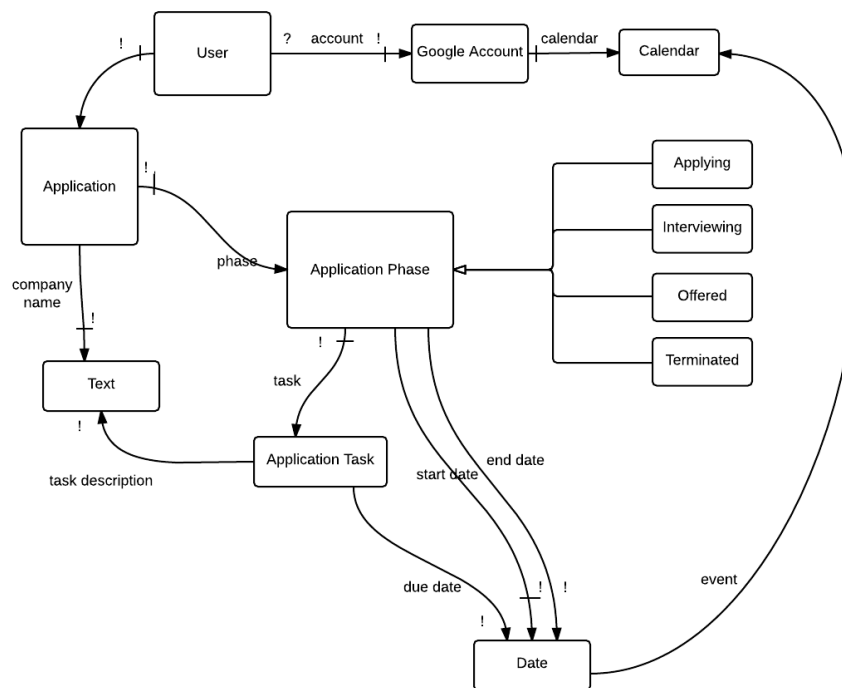 !
User
? account !
Google Account
calendar
Calendar
Application
!
phase
Application Phase
Applying
Interviewing
Offered
Terminated
company
name
!
Text
!
task description
!
task
Application Task
start date
end date
due date
!
!
!
Date
event